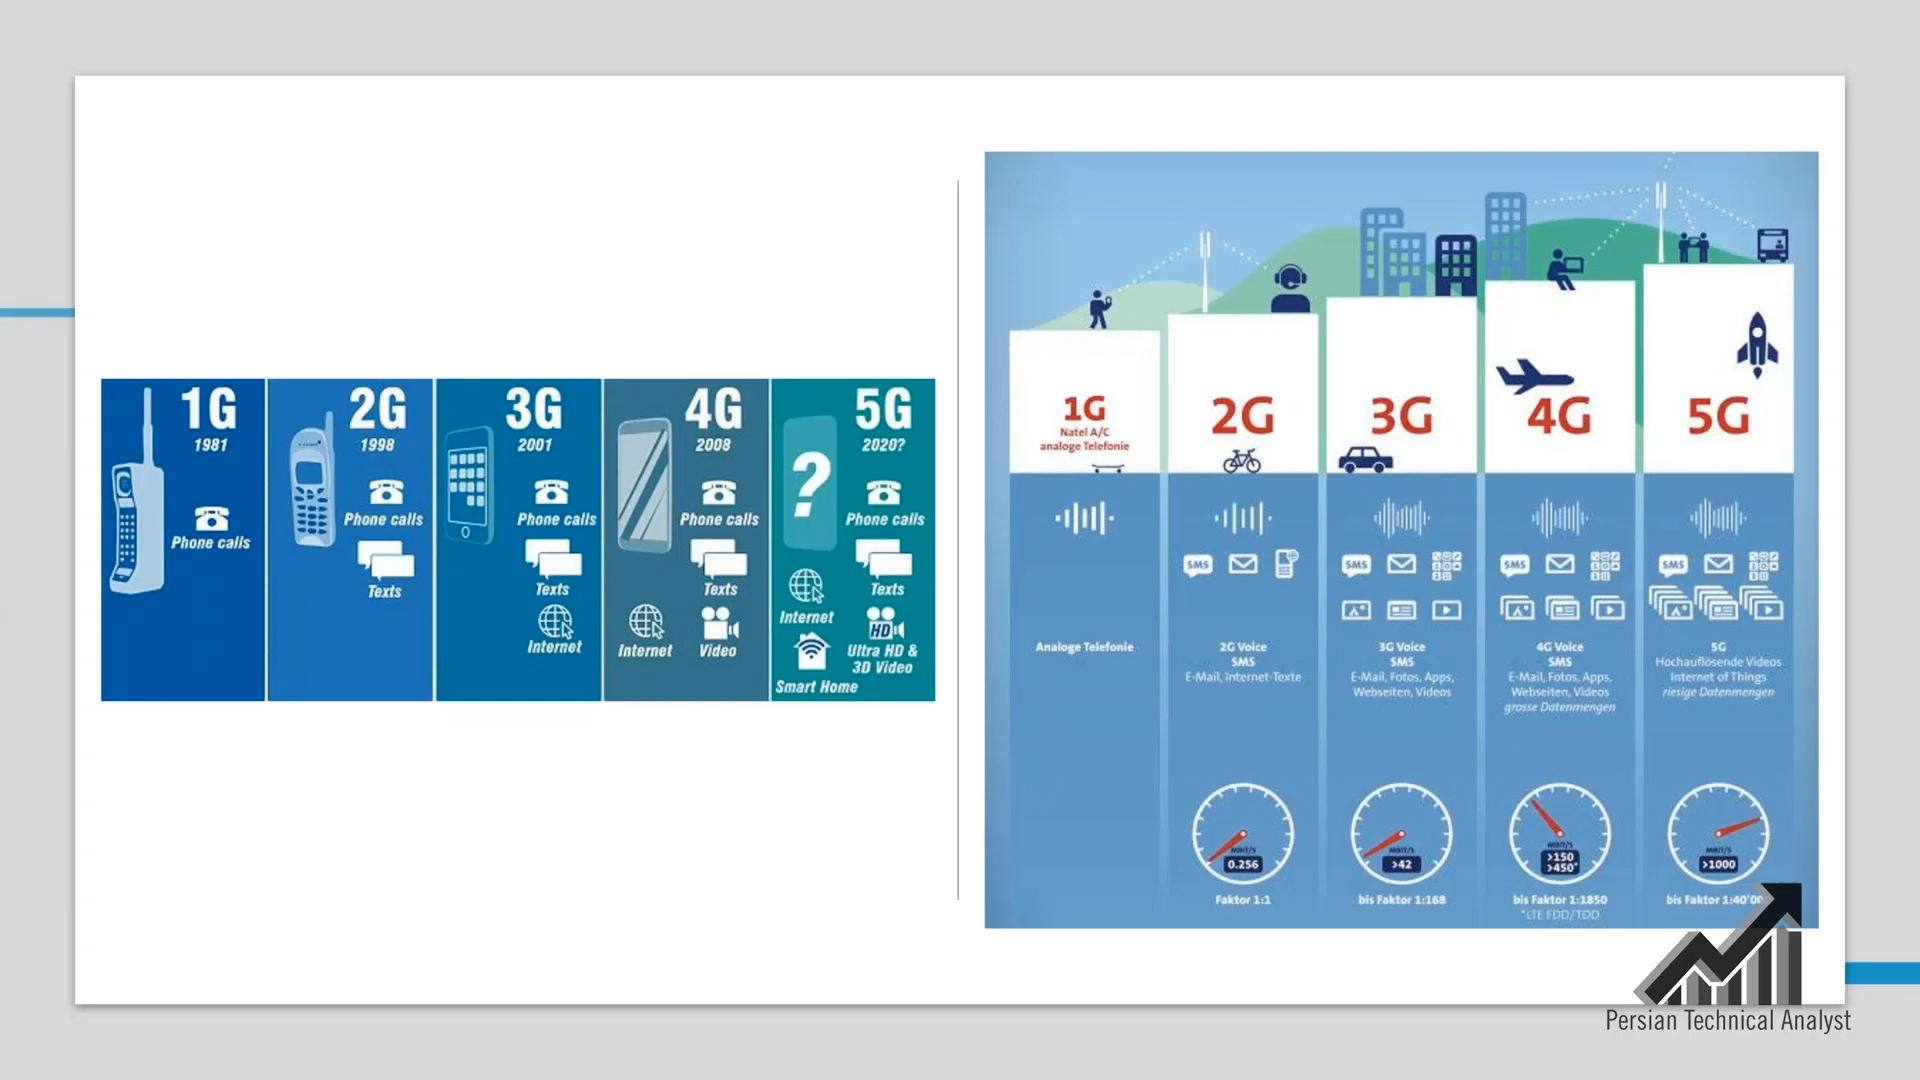 1G
1981
Phone calls
2G
1998
Phone calls
Texts
3G
2001
Phone calls
Texts
Internet
4G
2008
Phone calls
Texts
Internet
Video
5G
2020?
?
Phone calls
Texts
Internet
HD
Ultra HD &
3D Video
Smart Home
1G
Natel A/C
analoge Telefonie
Analoge Telefonie
2G
SMS
2G Voice
SMS
E-Mail, Internet-Texte
MBIT/S
0.256
Faktor 1:1
3G
SMS
3G Voice
SMS
E-Mail, Fotos, Apps,
Webseiten, Videos
MBIT/S
>42
bis Faktor 1:168
4G
SMS
4G Voice
SMS
E-Mail, Fotos, Apps,
Webseiten, Videos
grosse Datenmengen
MBIT/S
>150
>450*
bis Faktor 1:1850
*LTE FDD/TDD
5G
SMS
5G
Hochauflösende Videos
Internet of Things
riesige Datenmengen
MBIT/S
>1000
bis Faktor
Persian Technical Analyst